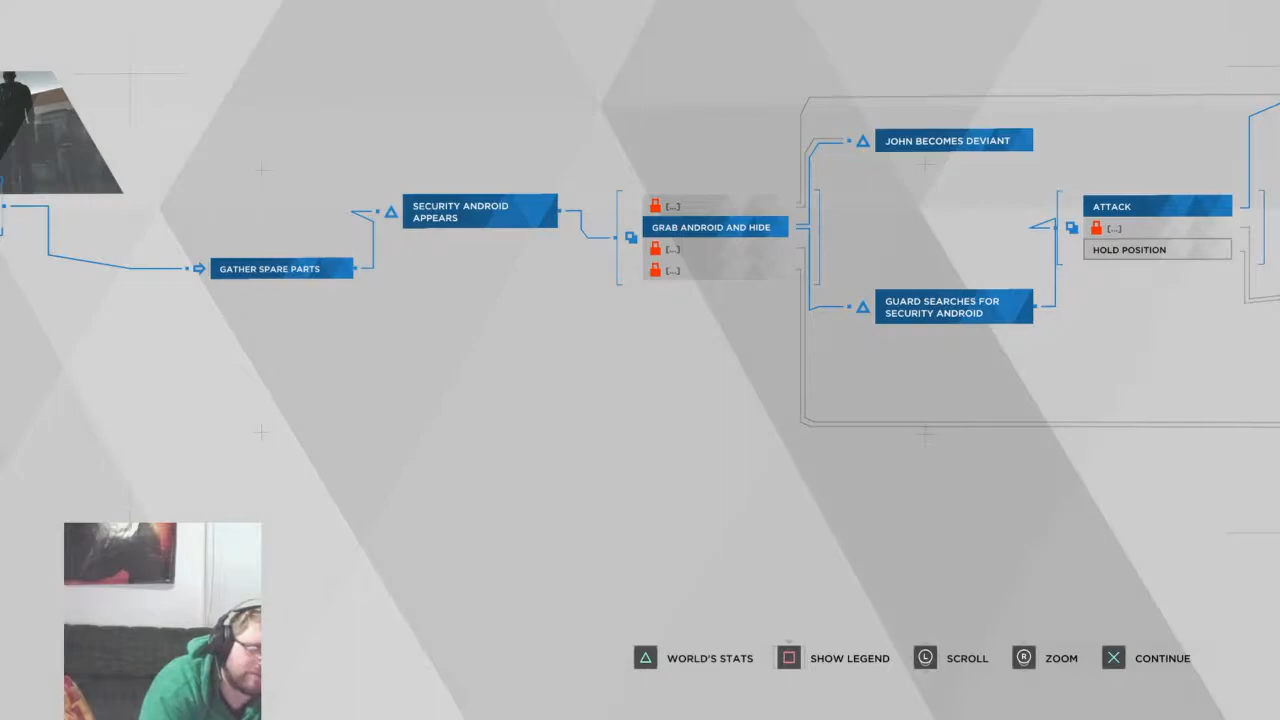 JOHN BECOMES DEVIANT
SECURITY ANDROID
APPEARS
[...]
GRAB ANDROID AND HIDE
[...]
[...]
ATTACK
[...]
HOLD POSITION
GATHER SPARE PARTS
GUARD SEARCHES FOR
SECURITY ANDROID
WORLD'S STATS
SHOW LEGEND
L SCROLL
R ZOOM
CONTINUE